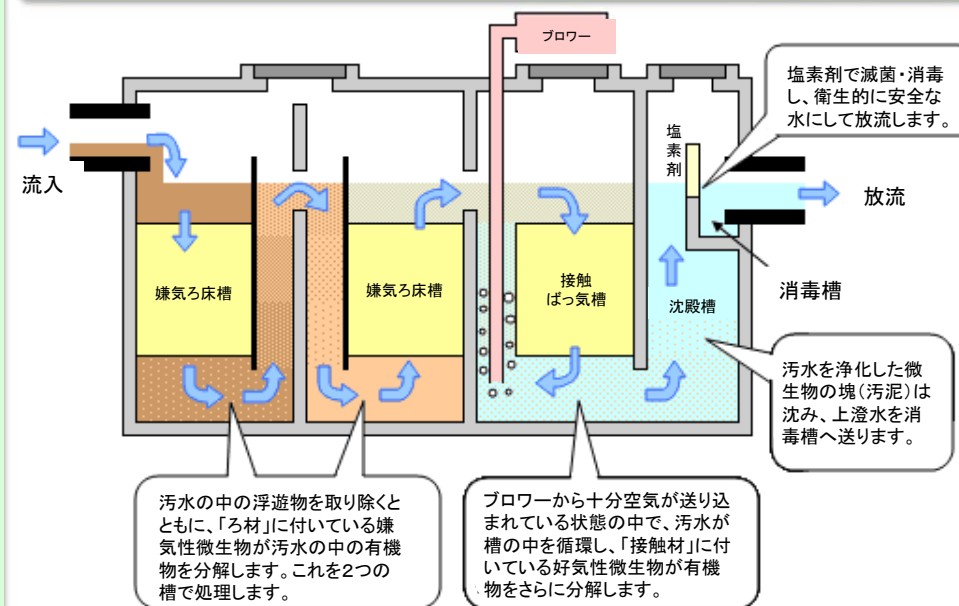 ブロワー
塩素剤で滅菌・消毒
し、衛生的に安全な
水にして放流します。
塩素剤
流入
放流
嫌気ろ床槽
嫌気ろ床槽
接触
ばっ気槽
沈殿槽
消毒槽
汚水を浄化した微
生物の塊(汚泥)は
沈み、上澄水を消
毒槽へ送ります。
汚水の中の浮遊物を取り除くと
ともに、「ろ材」に付いている嫌
気性微生物が汚水の中の有機
物を分解します。これを2つの
槽で処理します。
ブロワーから十分空気が送り込
まれている状態の中で、汚水が
槽の中を循環し、「接触材」に付
いている好気性微生物が有機
物をさらに分解します。